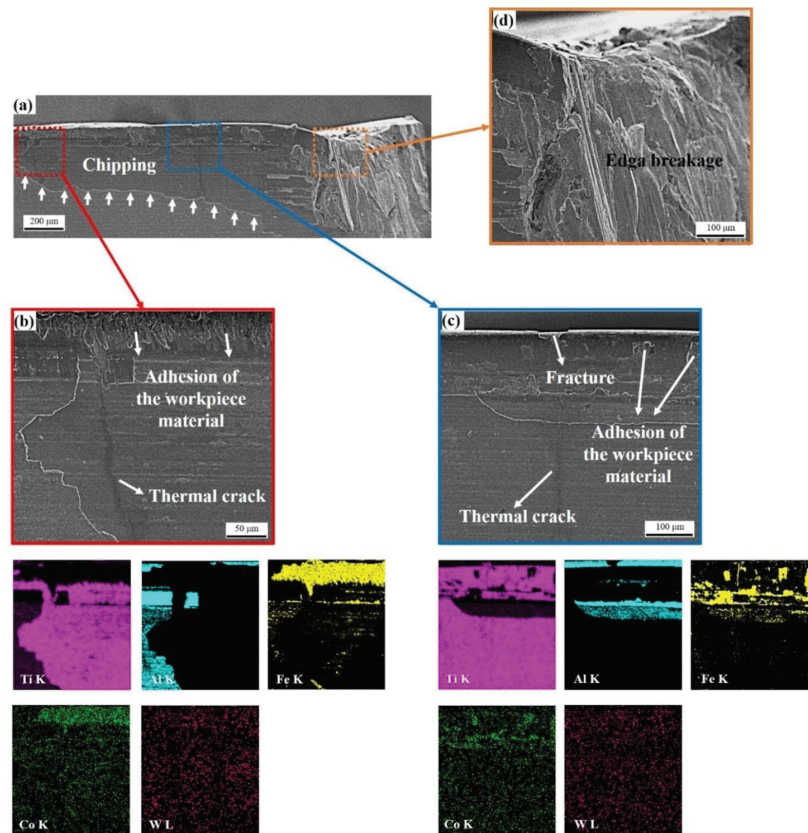 (d)
Edga breakage
100 μm
(a)
Chipping
200 μm
(b)
Adhesion of
the workpiece
material
Thermal crack
50 μm
(c)
Fracture
Adhesion of
the workpiece
material
Thermal crack
100 μm
Ti K
Al K
Fe K
Ti K
Al K
Fe K
Co K
W L
Co K
W L